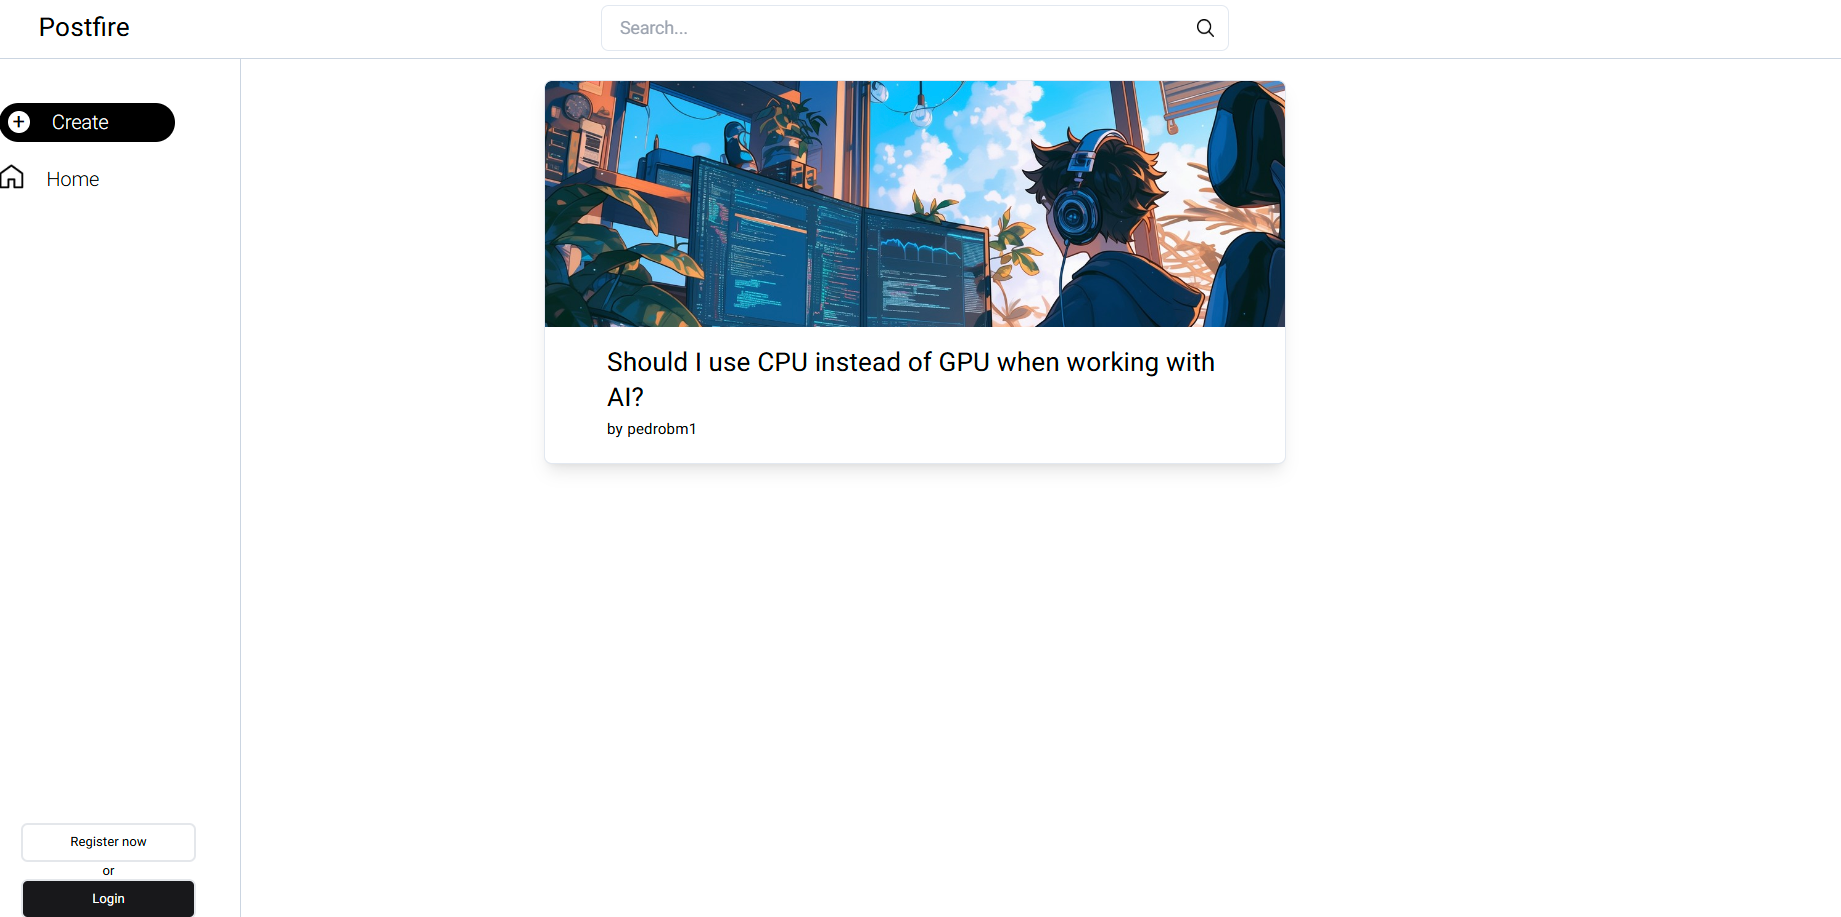 Postfire
Search...
Create
Home
Should I use CPU instead of GPU when working with
AI?
by pedrobm1
Register now
or
Login